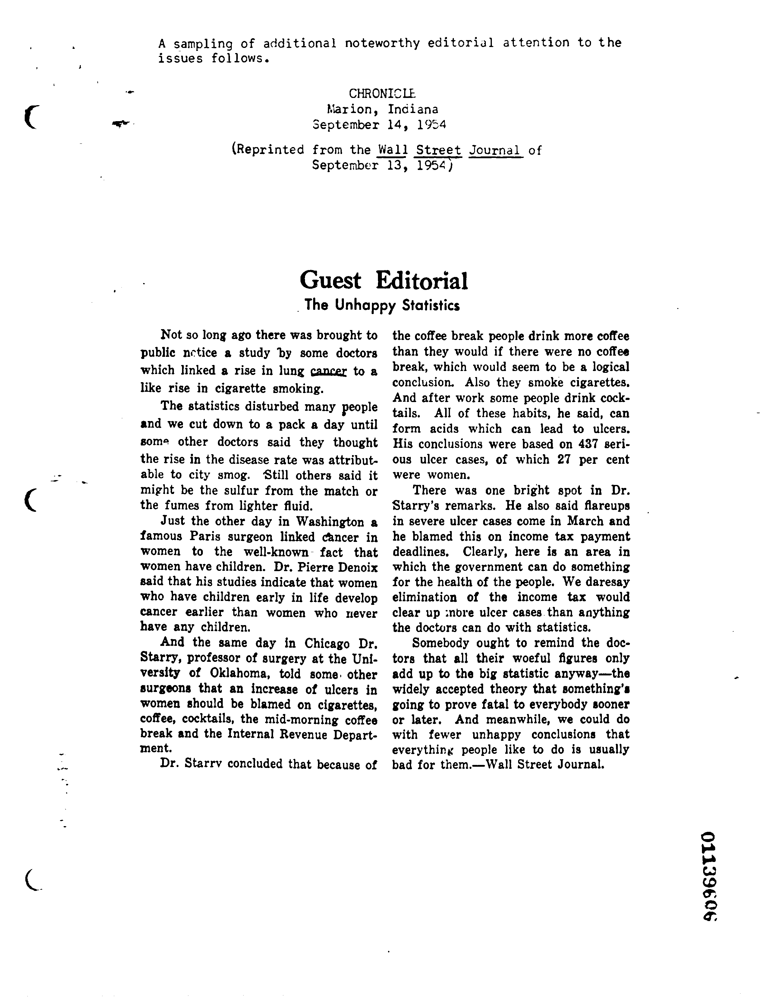 A sampling of additional noteworthy editorial attention to the
issues follows.
CHRONICLE
Marion, Indiana
September 14, 1954
(Reprinted from the Wall Street Journal of
September 13, 1954)
Guest Editorial
The Unhappy Statistics
Not so long ago there was brought to
public notice a study by some doctors
which linked a rise in lung cancer to a
like rise in cigarette smoking.
The statistics disturbed many people
and we cut down to a pack a day until
some other doctors said they thought
the rise in the disease rate was attribut-
able to city smog. Still others said it
might be the sulfur from the match or
the fumes from lighter fluid.
Just the other day in Washington a
famous Paris surgeon linked cancer in
women to the well-known fact that
women have children. Dr. Pierre Denoix
said that his studies indicate that women
who have children early in life develop
cancer earlier than women who never
have any children.
And the same day in Chicago Dr.
Starry, professor of surgery at the Uni-
versity of Oklahoma, told some other
surgeons that an increase of ulcers in
women should be blamed on cigarettes,
coffee, cocktails, the mid-morning coffee
break and the Internal Revenue Depart-
ment.
Dr. Starry concluded that because of
the coffee break people drink more coffee
than they would if there were no coffee
break, which would seem to be a logical
conclusion. Also they smoke cigarettes.
And after work some people drink cock-
tails. All of these habits, he said, can
form acids which can lead to ulcers.
His conclusions were based on 437 seri-
ous ulcer cases, of which 27 per cent
were women.
There was one bright spot in Dr.
Starry's remarks. He also said flareups
in severe ulcer cases come in March and
he blamed this on income tax payment
deadlines. Clearly, here is an area in
which the government can do something
for the health of the people. We daresay
elimination of the income tax would
clear up more ulcer cases than anything
the doctors can do with statistics.
Somebody ought to remind the doc-
tors that all their woeful figures only
add up to the big statistic anyway—the
widely accepted theory that something's
going to prove fatal to everybody sooner
or later. And meanwhile, we could do
with fewer unhappy conclusions that
everything people like to do is usually
bad for them.—Wall Street Journal.
01139606